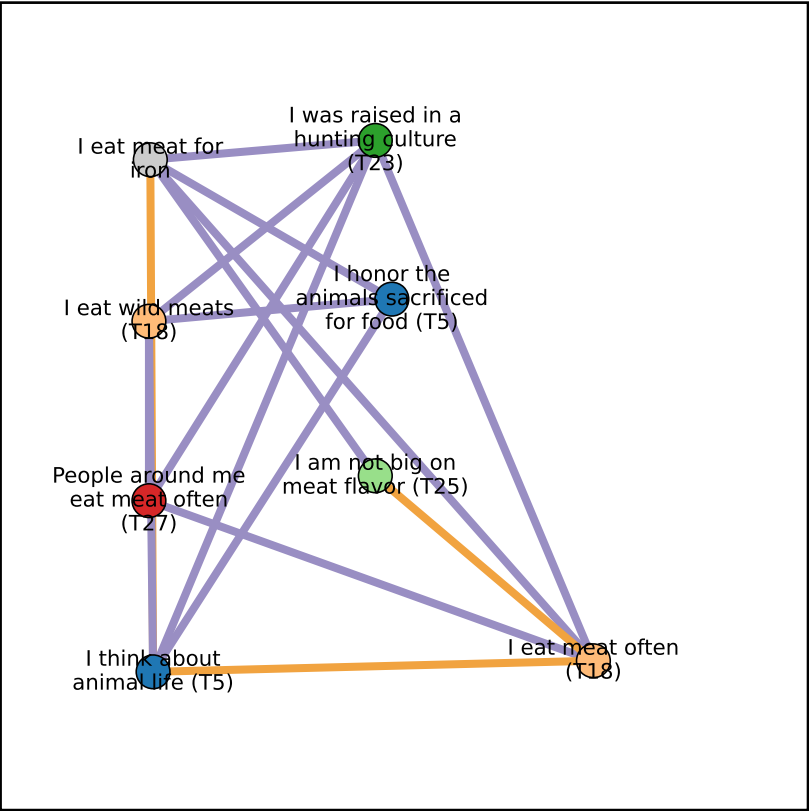 I was raised in a
hunting culture
(T23)
I eat meat for
iron
I honor the
animals sacrificed
for food (T5)
I eat wild meats
(T18)
I am not big on
meat flavor (T25)
People around me
eat meat often
(T27)
I eat meat often
(T18)
I think about
animal life (T5)